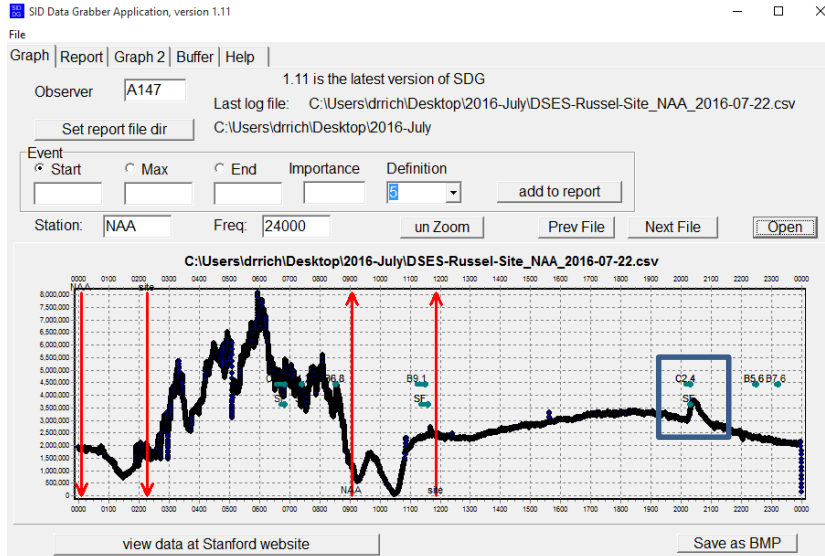 SID Data Grabber Application, version 1.11
File
Graph Report Graph 2 Buffer Help
Observer A147 1.11 is the latest version of SDG
Last log file: C:\Users\drrich\Desktop\2016-July\DSES-Russel-Site_NAA_2016-07-22.csv
Set report file dir C:\Users\drrich\Desktop\2016-July
Event
Start Max End Importance Definition
5 add to report
Station: NAA Freq: 24000 un Zoom Prev File Next File Open
C:\Users\drrich\Desktop\2016-July\DSES-Russel-Site_NAA_2016-07-22.csv
0000 0100 0200 0300 0400 0500 0600 0700 0800 0900 1000 1100 1200 1300 1400 1500 1600 1700 1800 1900 2000 2100 2200 2300 0000
NAA site
8,000,000
7,500,000
7,000,000
6,500,000
6,000,000
5,500,000
5,000,000
4,500,000 B9.1 C2.4 B5.6 B7.6
4,000,000
3,500,000 SF
3,000,000
2,500,000
2,000,000
1,500,000
1,000,000
500,000 NAA site
0
0000 0100 0200 0300 0400 0500 0600 0700 0800 0900 1000 1100 1200 1300 1400 1500 1600 1700 1800 1900 2000 2100 2200 2300 0000
view data at Stanford website Save as BMP